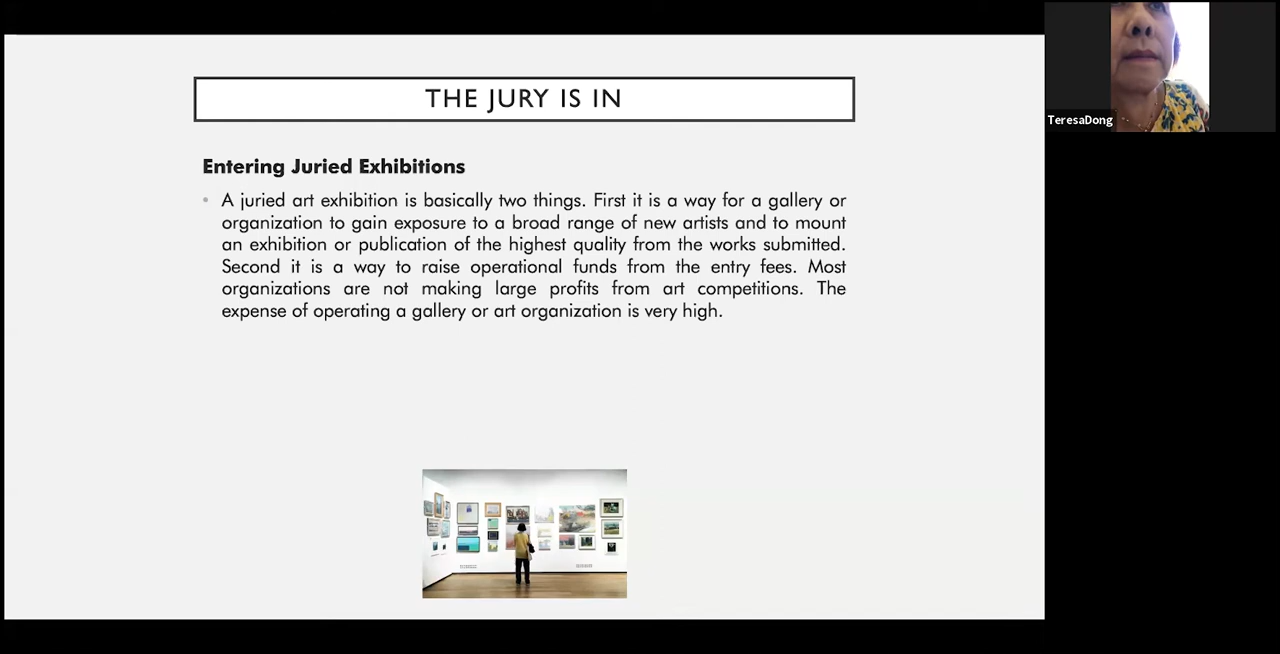 THE JURY IS IN
TeresaDong
Entering Juried Exhibitions
• A juried art exhibition is basically two things. First it is a way for a gallery or
organization to gain exposure to a broad range of new artists and to mount
an exhibition or publication of the highest quality from the works submitted.
Second it is a way to raise operational funds from the entry fees. Most
organizations are not making large profits from art competitions. The
expense of operating a gallery or art organization is very high.